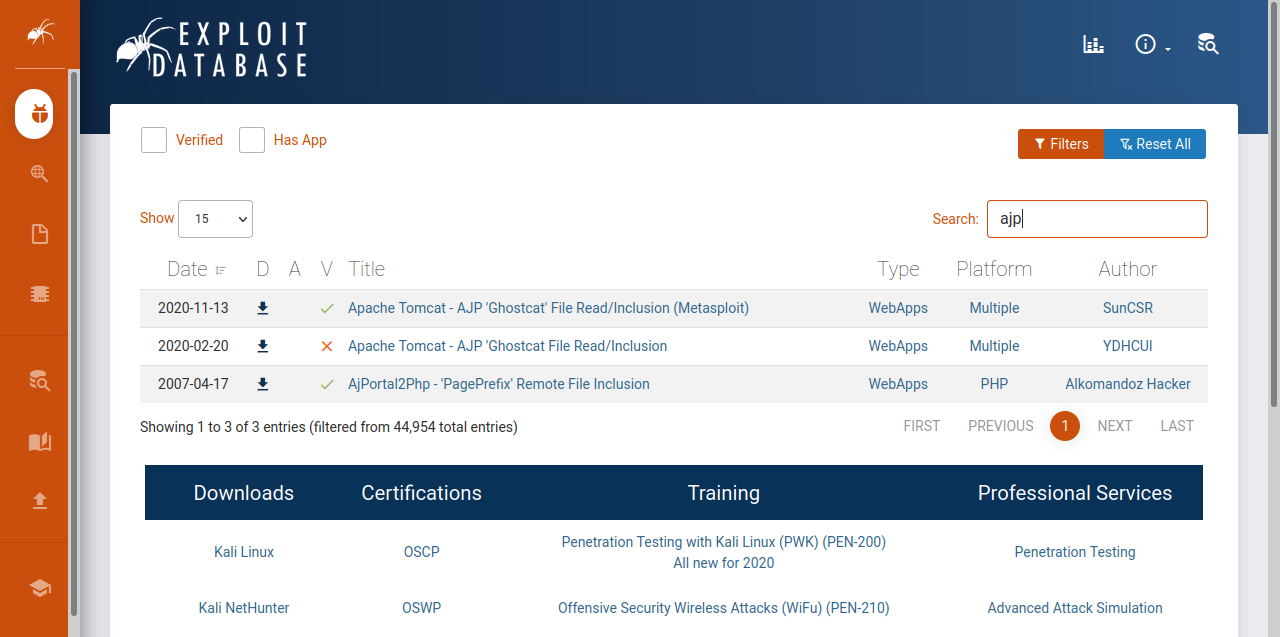 EXPLOIT
DATABASE
Verified Has App
Filters Reset All
Show 15 Search: ajp
Date D A V Title Type Platform Author
2020-11-13 Apache Tomcat - AJP 'Ghostcat' File Read/Inclusion (Metasploit) WebApps Multiple SunCSR
2020-02-20 Apache Tomcat - AJP 'Ghostcat File Read/Inclusion WebApps Multiple YDHCUI
2007-04-17 AjPortal2Php - 'PagePrefix' Remote File Inclusion WebApps PHP Alkomandoz Hacker
Showing 1 to 3 of 3 entries (filtered from 44,954 total entries) FIRST PREVIOUS 1 NEXT LAST
Downloads Certifications Training Professional Services
Kali Linux OSCP Penetration Testing with Kali Linux (PWK) (PEN-200) Penetration Testing
All new for 2020
Kali NetHunter OSWP Offensive Security Wireless Attacks (WiFu) (PEN-210) Advanced Attack Simulation